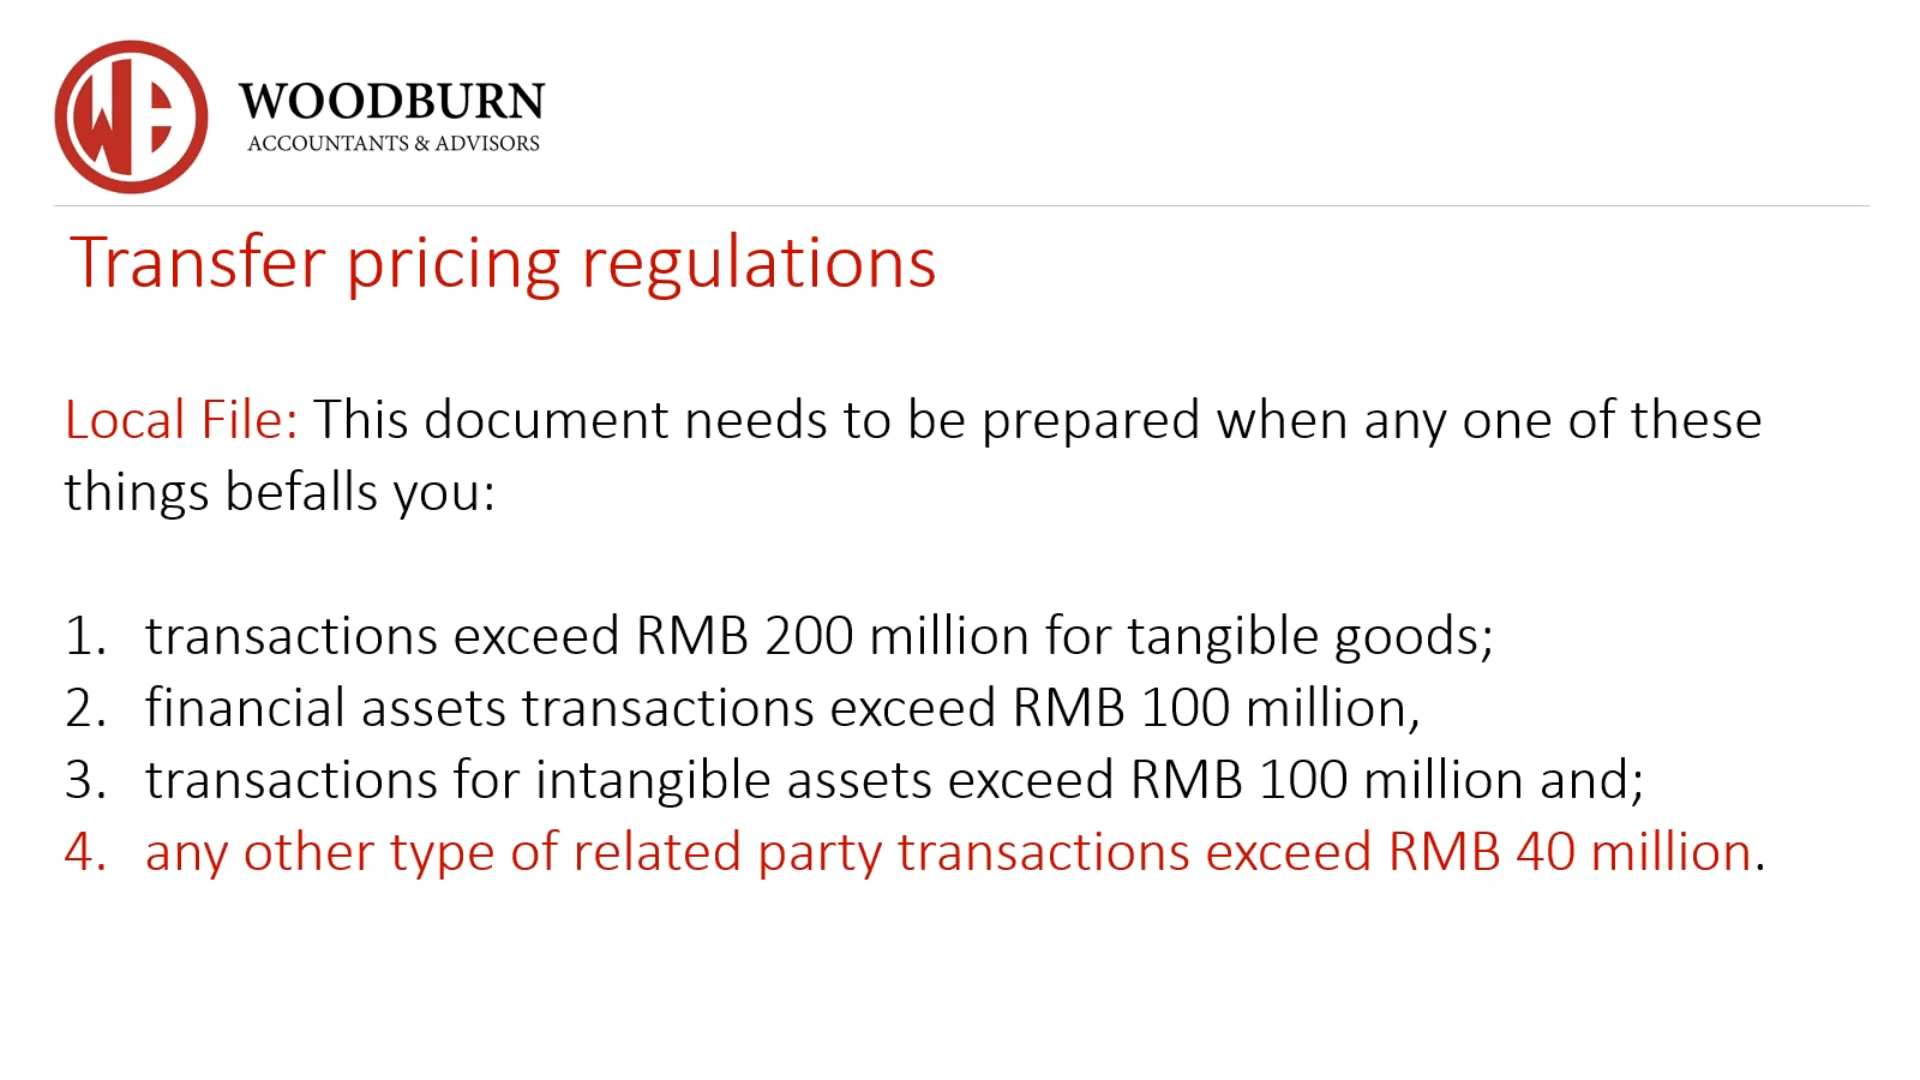 WOODBURN
ACCOUNTANTS & ADVISORS
Transfer pricing regulations
Local File: This document needs to be prepared when any one of these
things befalls you:
1. transactions exceed RMB 200 million for tangible goods;
2. financial assets transactions exceed RMB 100 million,
3. transactions for intangible assets exceed RMB 100 million and;
4. any other type of related party transactions exceed RMB 40 million.